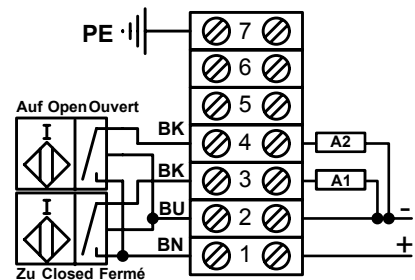 PE
7
6
5
Auf Open Ouvert
I
BK
4
A2
BK
3
A1
I
BU
2
-
BN
1
+
Zu Closed Fermé